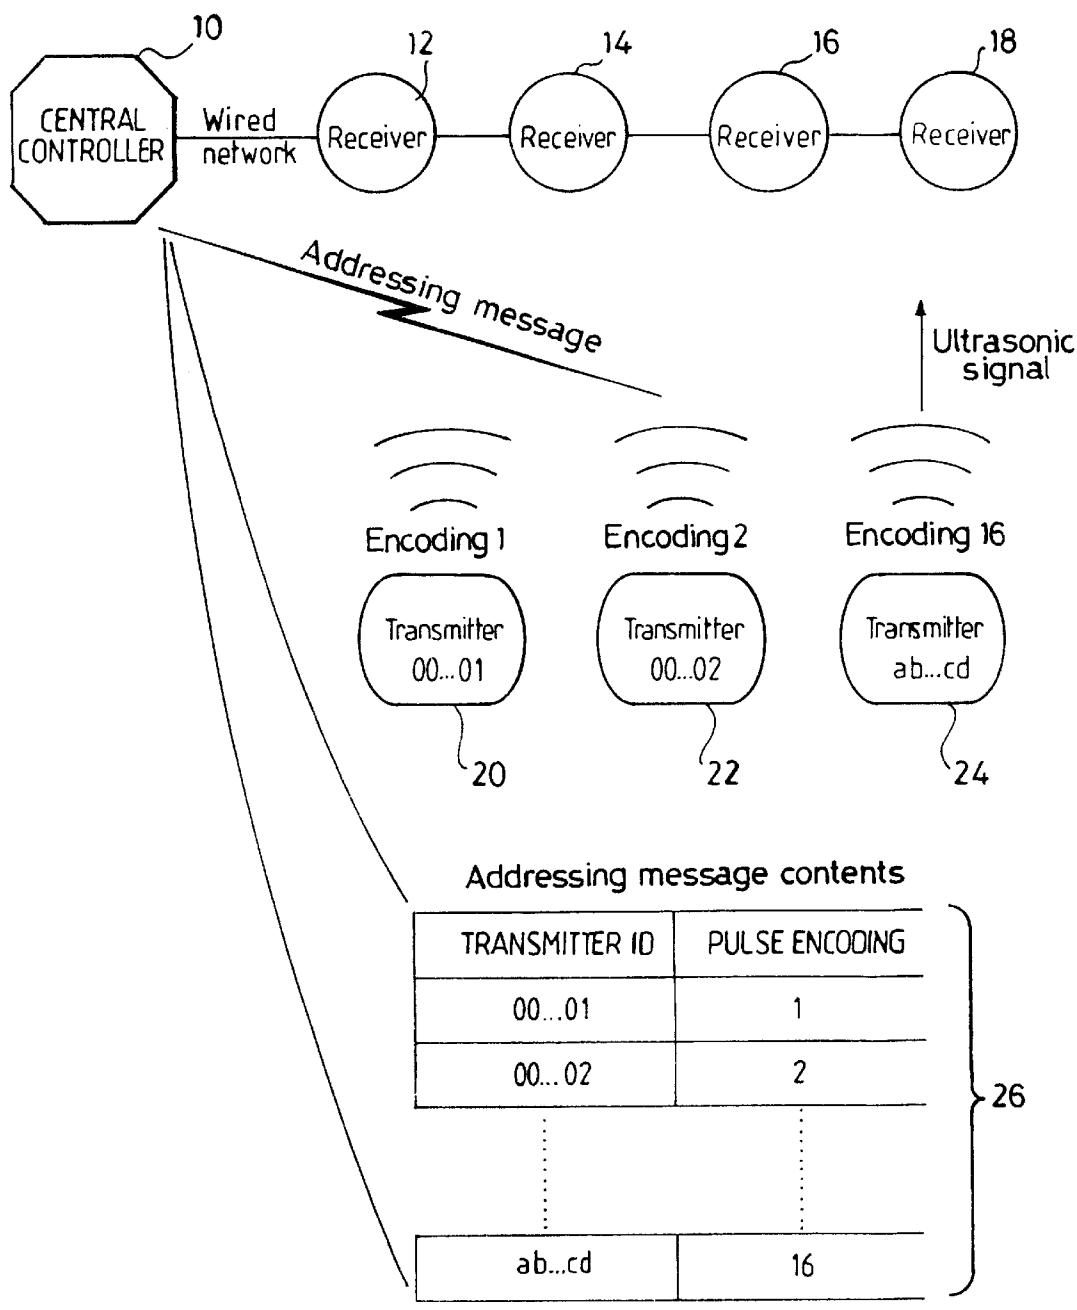 10
12
14
16
18
CENTRAL
CONTROLLER
Wired
network
Receiver
Receiver
Receiver
Receiver
Addressing message
Ultrasonic
signal
Encoding 1
Encoding 2
Encoding 16
Transmitter
00...01
Transmitter
00...02
Transmitter
ab...cd
20
22
24
Addressing message contents
TRANSMITTER ID
PULSE ENCODING
00...01
1
00...02
2
26
ab...cd
16